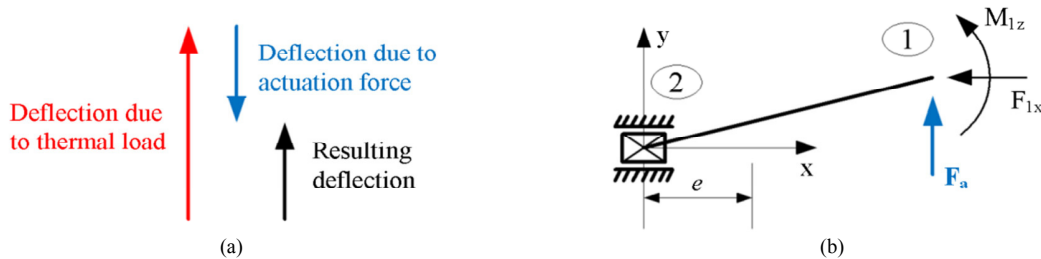 Deflection due
to thermal load
Deflection due to
actuation force
Resulting
deflection
(a)
y
2
1
M1z
F1x
x
e
Fa
(b)